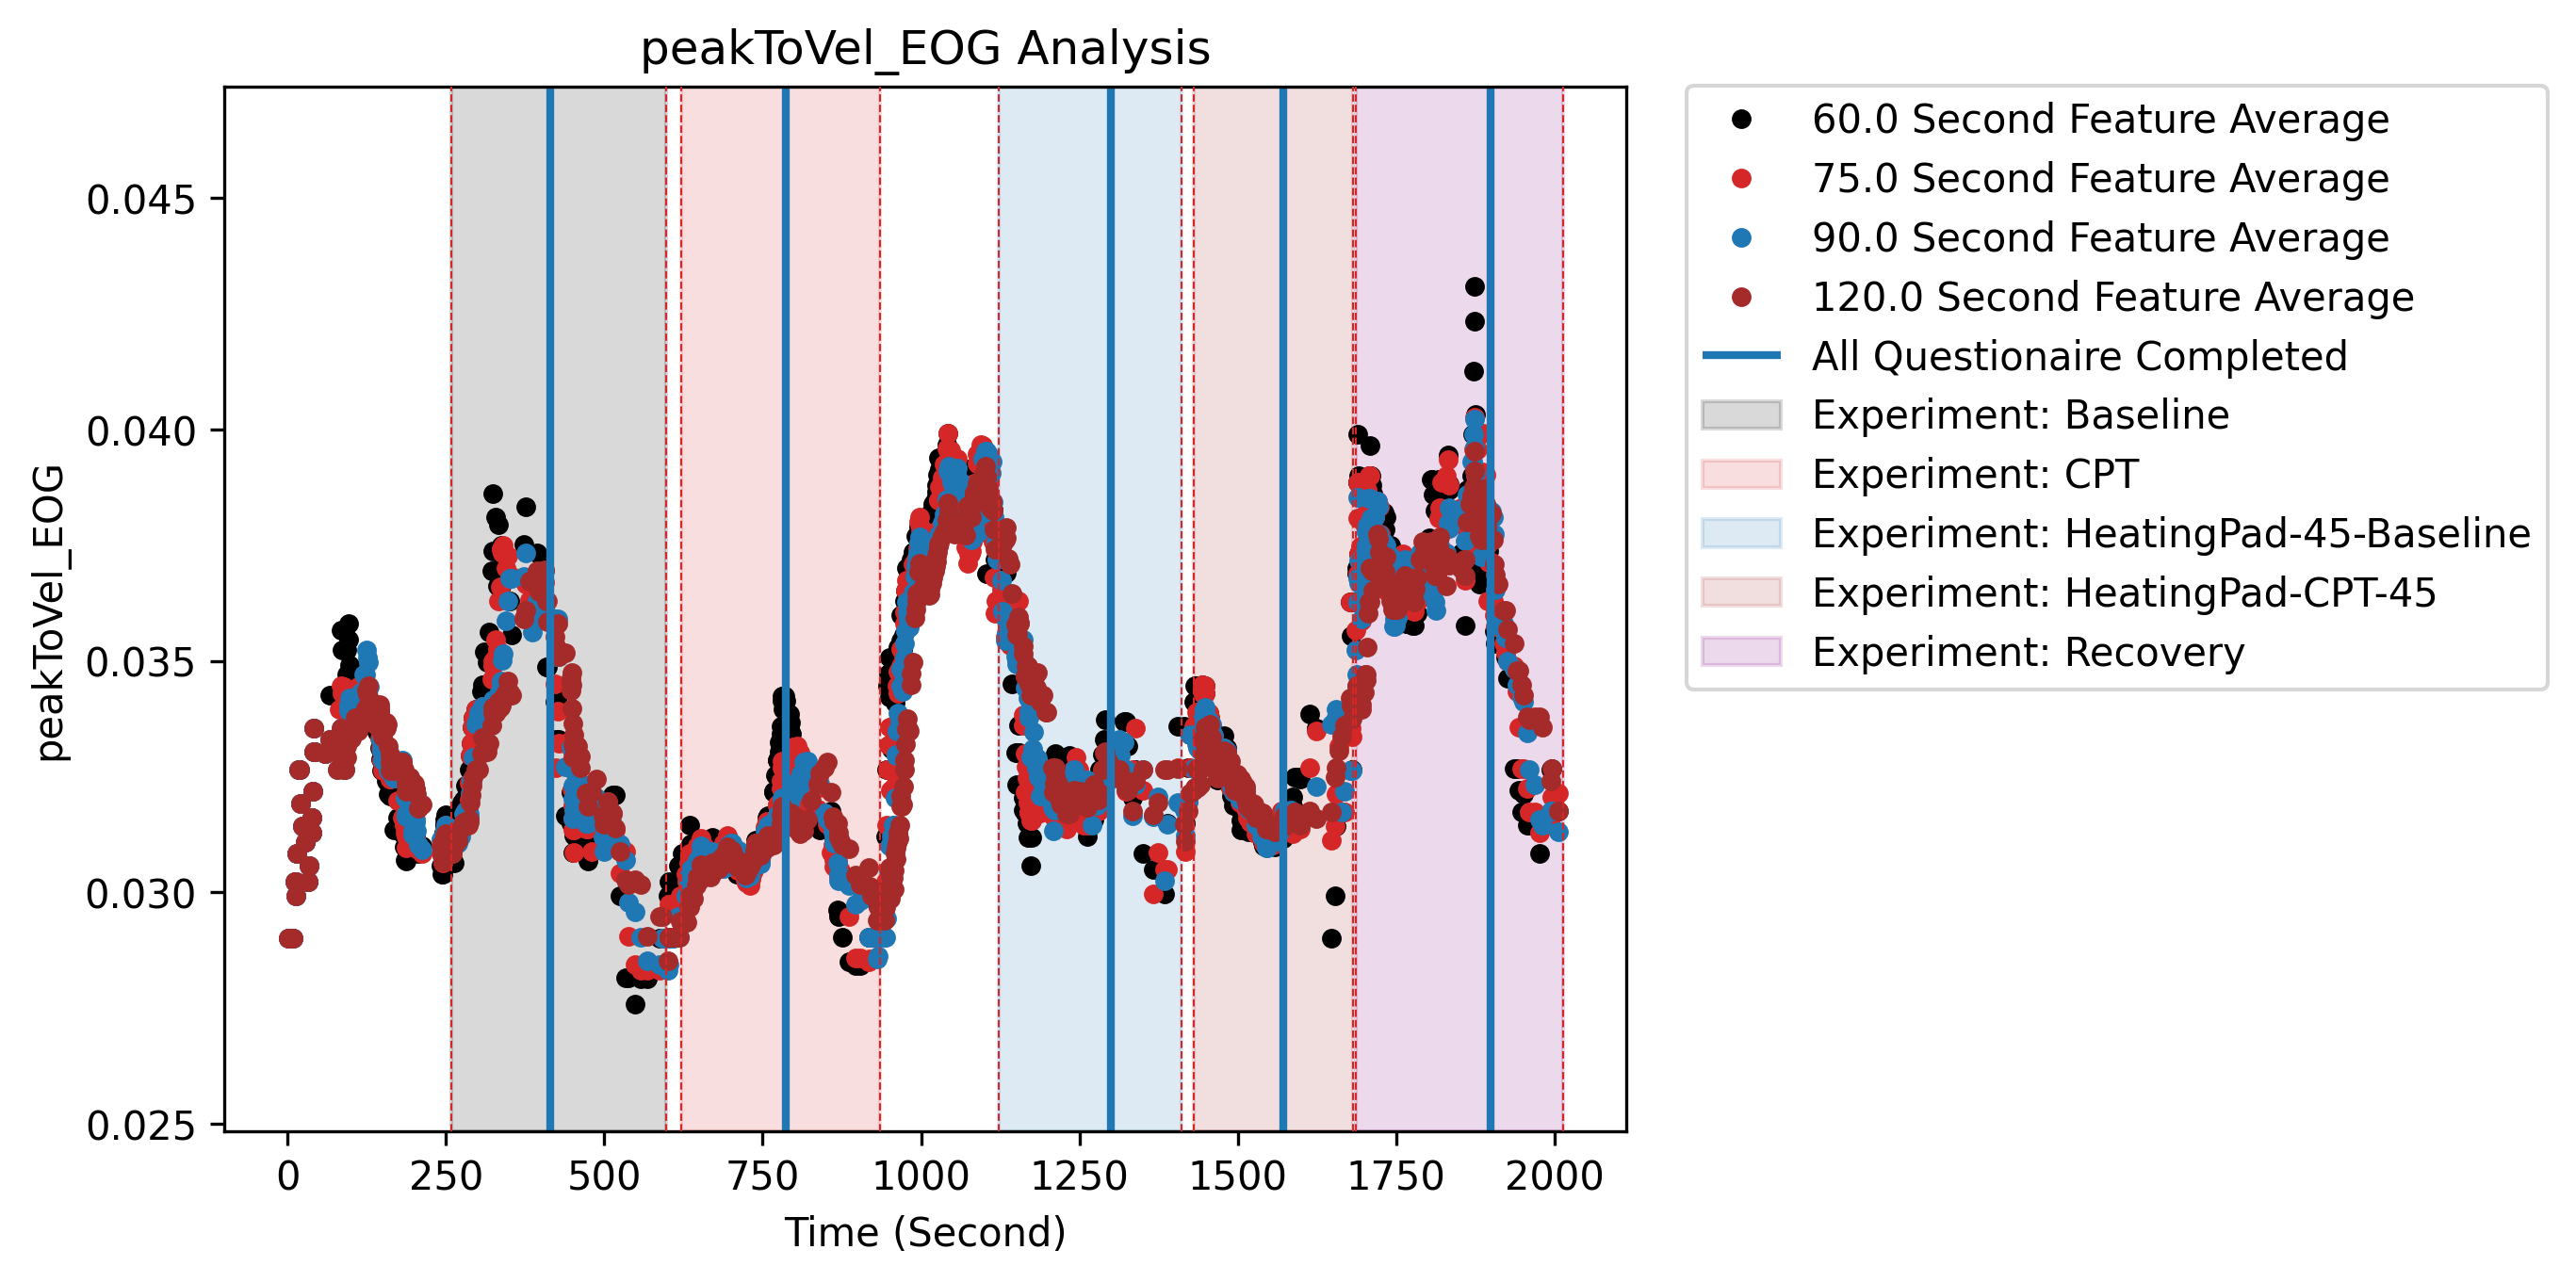 peakToVel_EOG Analysis
peakToVel_EOG
0.045
0.040
0.035
0.030
0.025
0 250 500 750 1000 1250 1500 1750 2000
Time (Second)
60.0 Second Feature Average
75.0 Second Feature Average
90.0 Second Feature Average
120.0 Second Feature Average
All Questionaire Completed
Experiment: Baseline
Experiment: CPT
Experiment: HeatingPad-45-Baseline
Experiment: HeatingPad-CPT-45
Experiment: Recovery